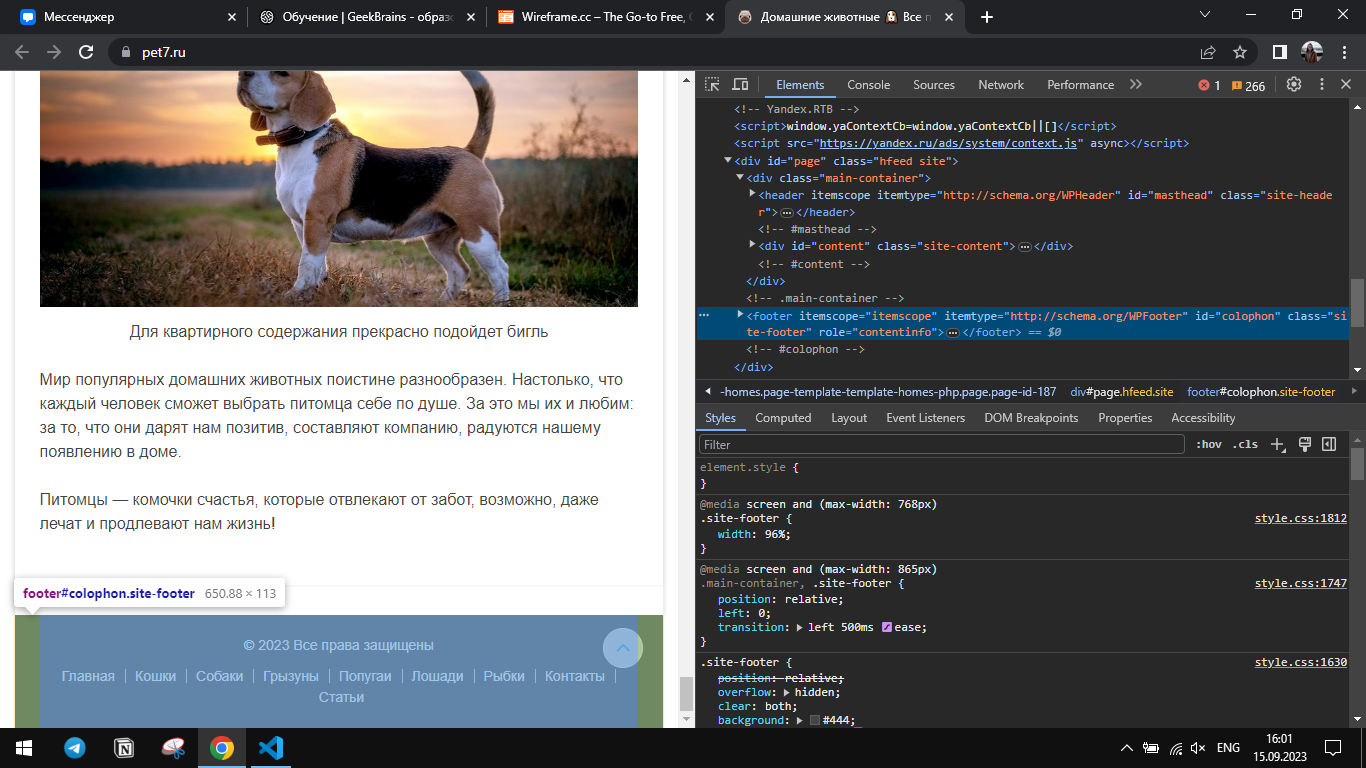 Мессенджер
Обучение | GeekBrains - образо
Wireframe.cc – The Go-to Free,
Домашние животные 🐶 Все п
pet7.ru
Для квартирного содержания прекрасно подойдет бигль
Мир популярных домашних животных поистине разнообразен. Настолько, что
каждый человек сможет выбрать питомца себе по душе. За это мы их и любим:
за то, что они дарят нам позитив, составляют компанию, радуются нашему
появлению в доме.
Питомцы — комочки счастья, которые отвлекают от забот, возможно, даже
лечат и продлевают нам жизнь!
footer#colophon.site-footer 650.88 × 113
© 2023 Все права защищены
Главная | Кошки | Собаки | Грызуны | Попугаи | Лошади | Рыбки | Контакты |
Статьи
Elements Console Sources Network Performance 1 266
<!-- Yandex.RTB -->
<script>window.yaContextCb=window.yaContextCb||[]</script>
<script src="https://yandex.ru/ads/system/context.js" async></script>
<div id="page" class="hfeed site">
<div class="main-container">
<header itemscope itemtype="http://schema.org/WPHeader" id="masthead" class="site-heade
r">…</header>
<!-- #masthead -->
<div id="content" class="site-content">…</div>
<!-- #content -->
</div>
<!-- .main-container -->
<footer itemscope="itemscope" itemtype="http://schema.org/WPFooter" id="colophon" class="si
te-footer" role="contentinfo">…</footer> == $0
<!-- #colophon -->
</div>
-homes.page-template-template-homes-php.page.page-id-187 div#page.hfeed.site footer#colophon.site-footer
Styles Computed Layout Event Listeners DOM Breakpoints Properties Accessibility
Filter :hov .cls
element.style {
}
@media screen and (max-width: 768px)
.site-footer { style.css:1812
width: 96%;
}
@media screen and (max-width: 865px)
.main-container, .site-footer { style.css:1747
position: relative;
left: 0;
transition: left 500ms ease;
}
.site-footer { style.css:1630
position: relative;
overflow: hidden;
clear: both;
background: #444;
ENG
16:01
15.09.2023